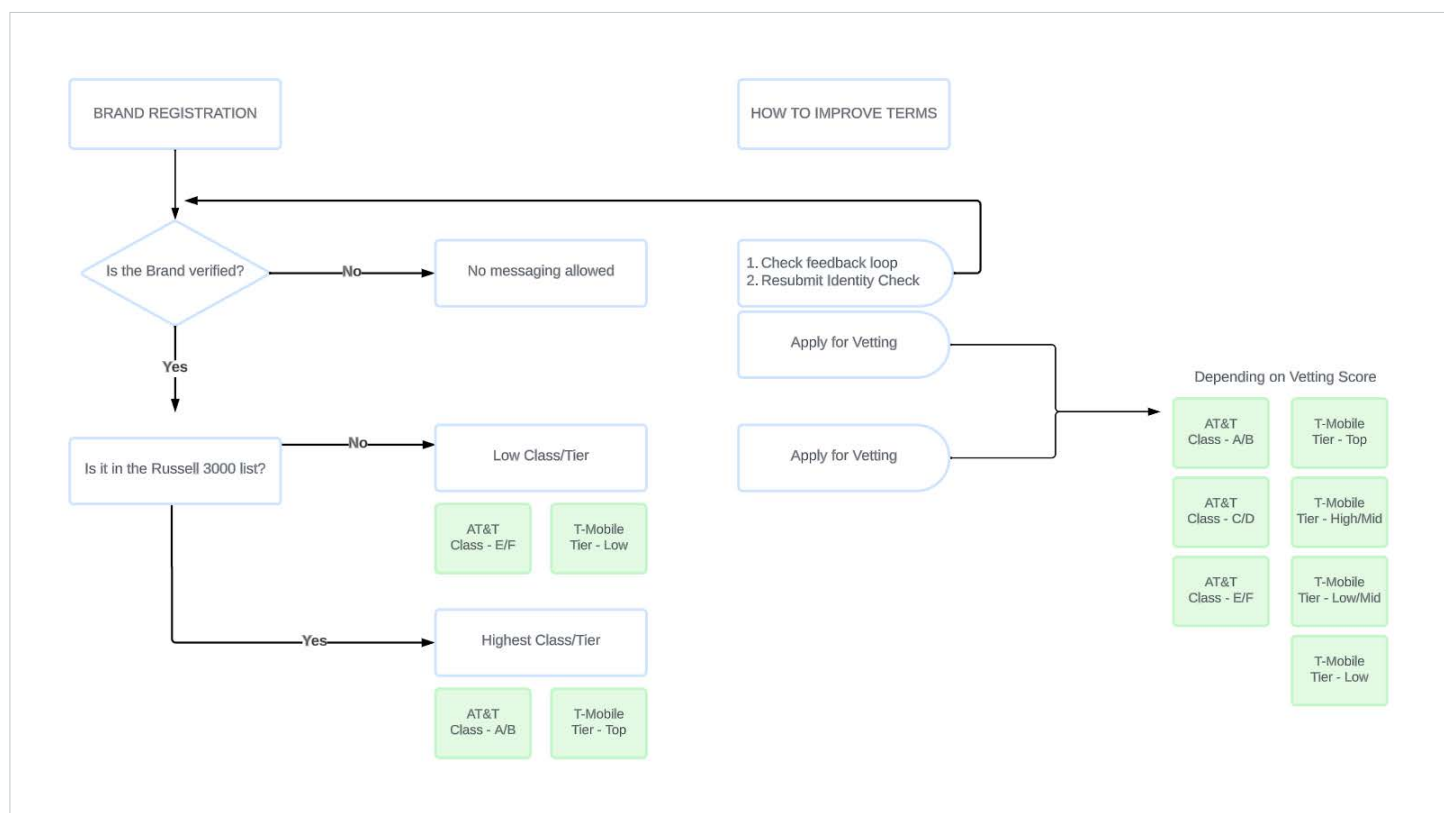 BRAND REGISTRATION
HOW TO IMPROVE TERMS
Is the Brand verified?
No
No messaging allowed
1. Check feedback loop
2. Resubmit Identity Check
Apply for Vetting
Yes
Depending on Vetting Score
Is it in the Russell 3000 list?
No
Low Class/Tier
Apply for Vetting
AT&T
Class - A/B
T-Mobile
Tier - Top
AT&T
Class - E/F
T-Mobile
Tier - Low
AT&T
Class - C/D
T-Mobile
Tier - High/Mid
AT&T
Class - E/F
T-Mobile
Tier - Low/Mid
Yes
Highest Class/Tier
T-Mobile
Tier - Low
AT&T
Class - A/B
T-Mobile
Tier - Top